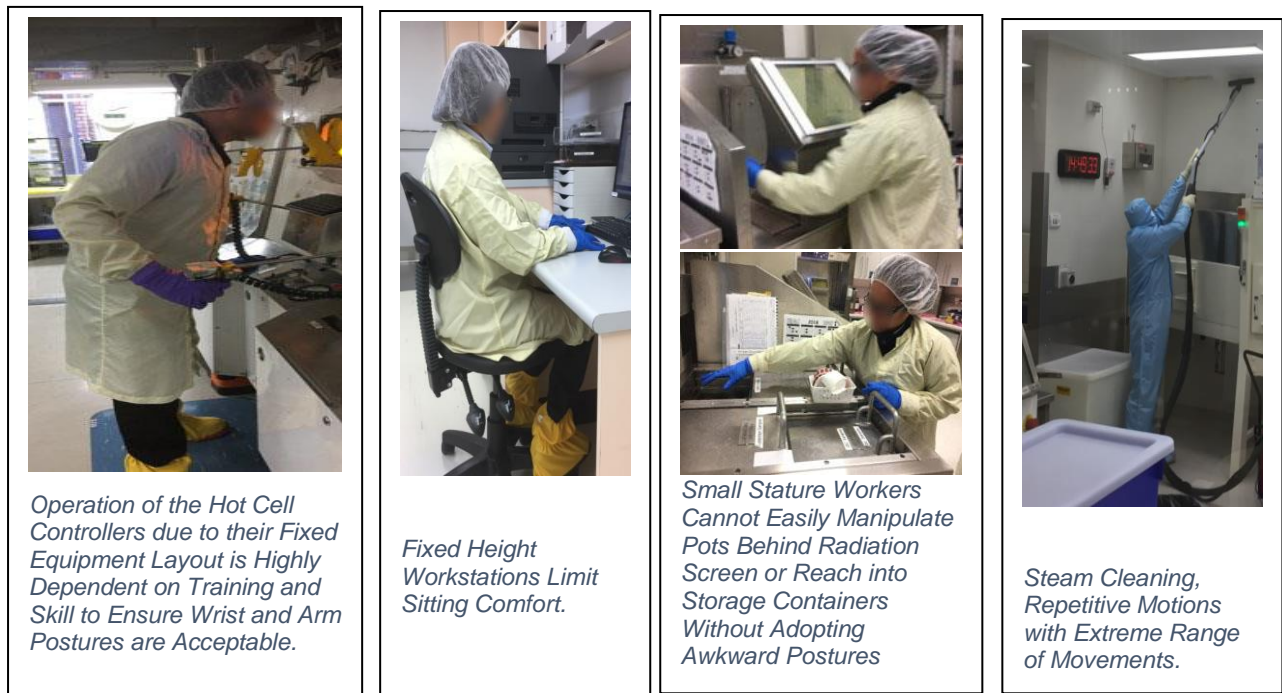 Operation of the Hot Cell
Controllers due to their Fixed
Equipment Layout is Highly
Dependent on Training and
Skill to Ensure Wrist and Arm
Postures are Acceptable.
Fixed Height
Workstations Limit
Sitting Comfort.
Small Stature Workers
Cannot Easily Manipulate
Pots Behind Radiation
Screen or Reach into
Storage Containers
Without Adopting
Awkward Postures
14:49:33
Steam Cleaning,
Repetitive Motions
with Extreme Range
of Movements.